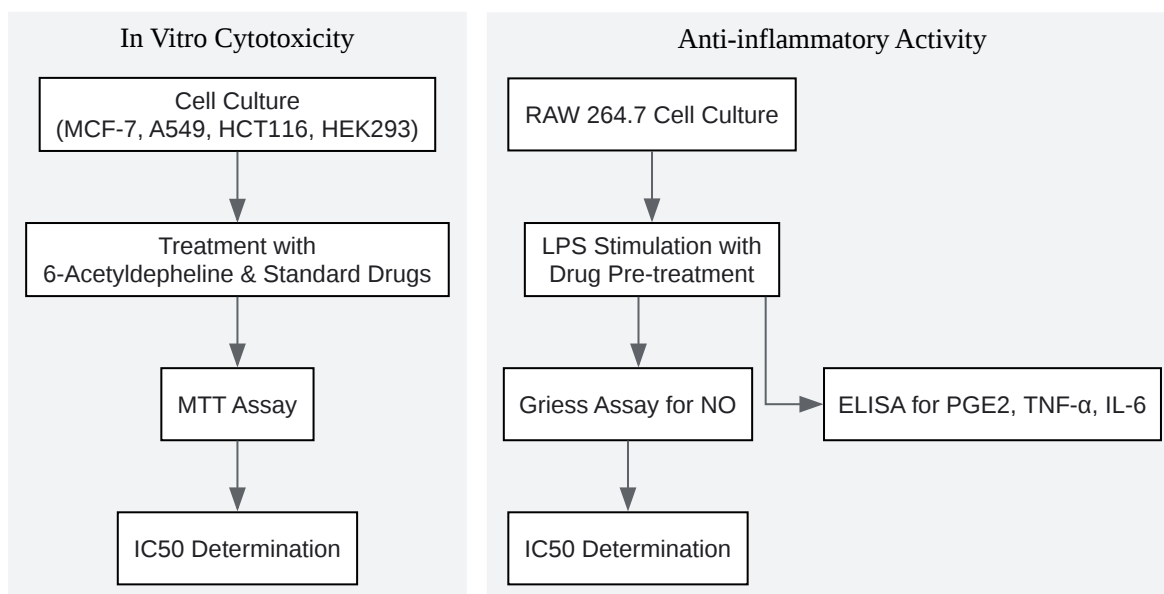 In Vitro Cytotoxicity
Cell Culture
(MCF-7, A549, HCT116, HEK293)
Treatment with
6-Acetyldepheline & Standard Drugs
MTT Assay
IC50 Determination
Anti-inflammatory Activity
RAW 264.7 Cell Culture
LPS Stimulation with
Drug Pre-treatment
Griess Assay for NO
ELISA for PGE2, TNF-α, IL-6
IC50 Determination